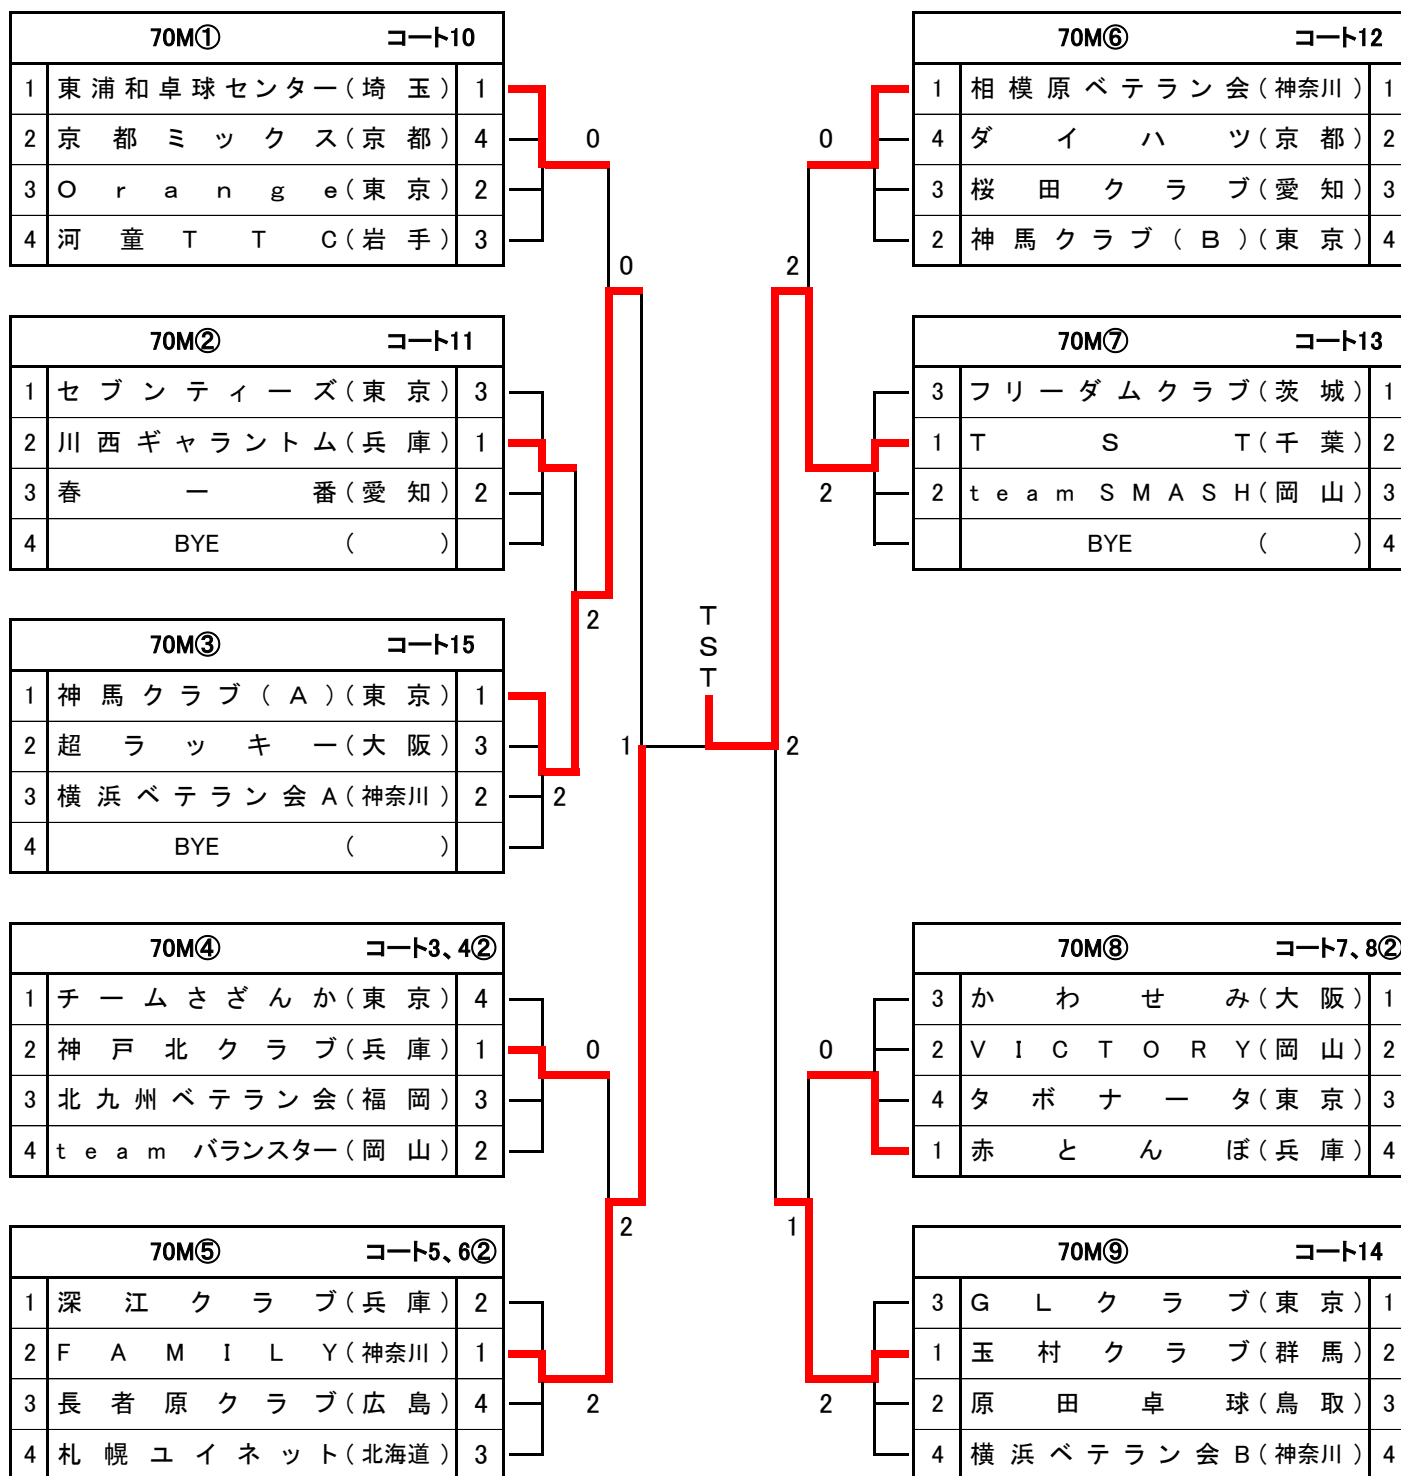 70M① コート10
1 東浦和卓球センター(埼玉) 1
2 京都ミックス(京都) 4
3 Orange(東京) 2
4 河童TTC(岩手) 3
0
0
70M② コート11
1 セブンティーズ(東京) 3
2 川西ギャラントム(兵庫) 1
3 春一番(愛知) 2
4 BYE ( )
2
70M③ コート15
1 神馬クラブ(A)(東京) 1
2 超ラッキー(大阪) 3
3 横浜ベテラン会A(神奈川) 2
4 BYE ( )
2
1
70M④ コート3、4②
1 チームさざんか(東京) 4
2 神戸北クラブ(兵庫) 1
3 北九州ベテラン会(福岡) 3
4 teamバランスター(岡山) 2
0
2
70M⑤ コート5、6②
1 深江クラブ(兵庫) 2
2 FAMILY(神奈川) 1
3 長者原クラブ(広島) 4
4 札幌ユイネット(北海道) 3
2
T
S
T
70M⑥ コート12
1 相模原ベテラン会(神奈川) 1
4 ダイハツ(京都) 2
3 桜田クラブ(愛知) 3
2 神馬クラブ(B)(東京) 4
0
2
70M⑦ コート13
3 フリーダムクラブ(茨城) 1
1 TST(千葉) 2
2 teamSMASH(岡山) 3
BYE ( ) 4
2
2
70M⑧ コート7、8②
3 かわせみ(大阪) 1
2 VICTORY(岡山) 2
4 タボナータ(東京) 3
1 赤とんぼ(兵庫) 4
0
1
70M⑨ コート14
3 GLクラブ(東京) 1
1 玉村クラブ(群馬) 2
2 原田卓球(鳥取) 3
4 横浜ベテラン会B(神奈川) 4
2